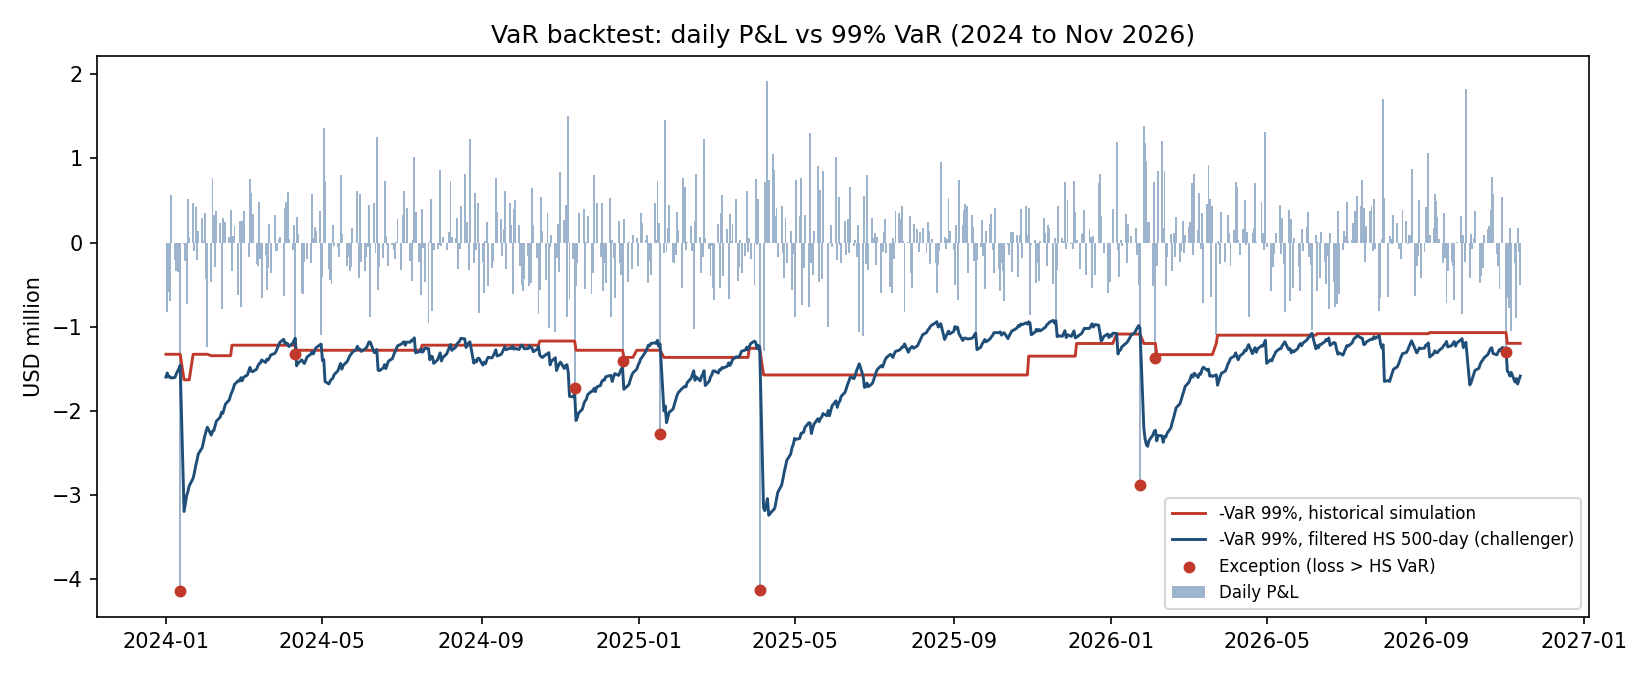 VaR backtest: daily P&L vs 99% VaR (2024 to Nov 2026)
USD million
2
1
0
−1
−2
−3
−4
-VaR 99%, historical simulation
-VaR 99%, filtered HS 500-day (challenger)
Exception (loss > HS VaR)
Daily P&L
2024-01 2024-05 2024-09 2025-01 2025-05 2025-09 2026-01 2026-05 2026-09 2027-01